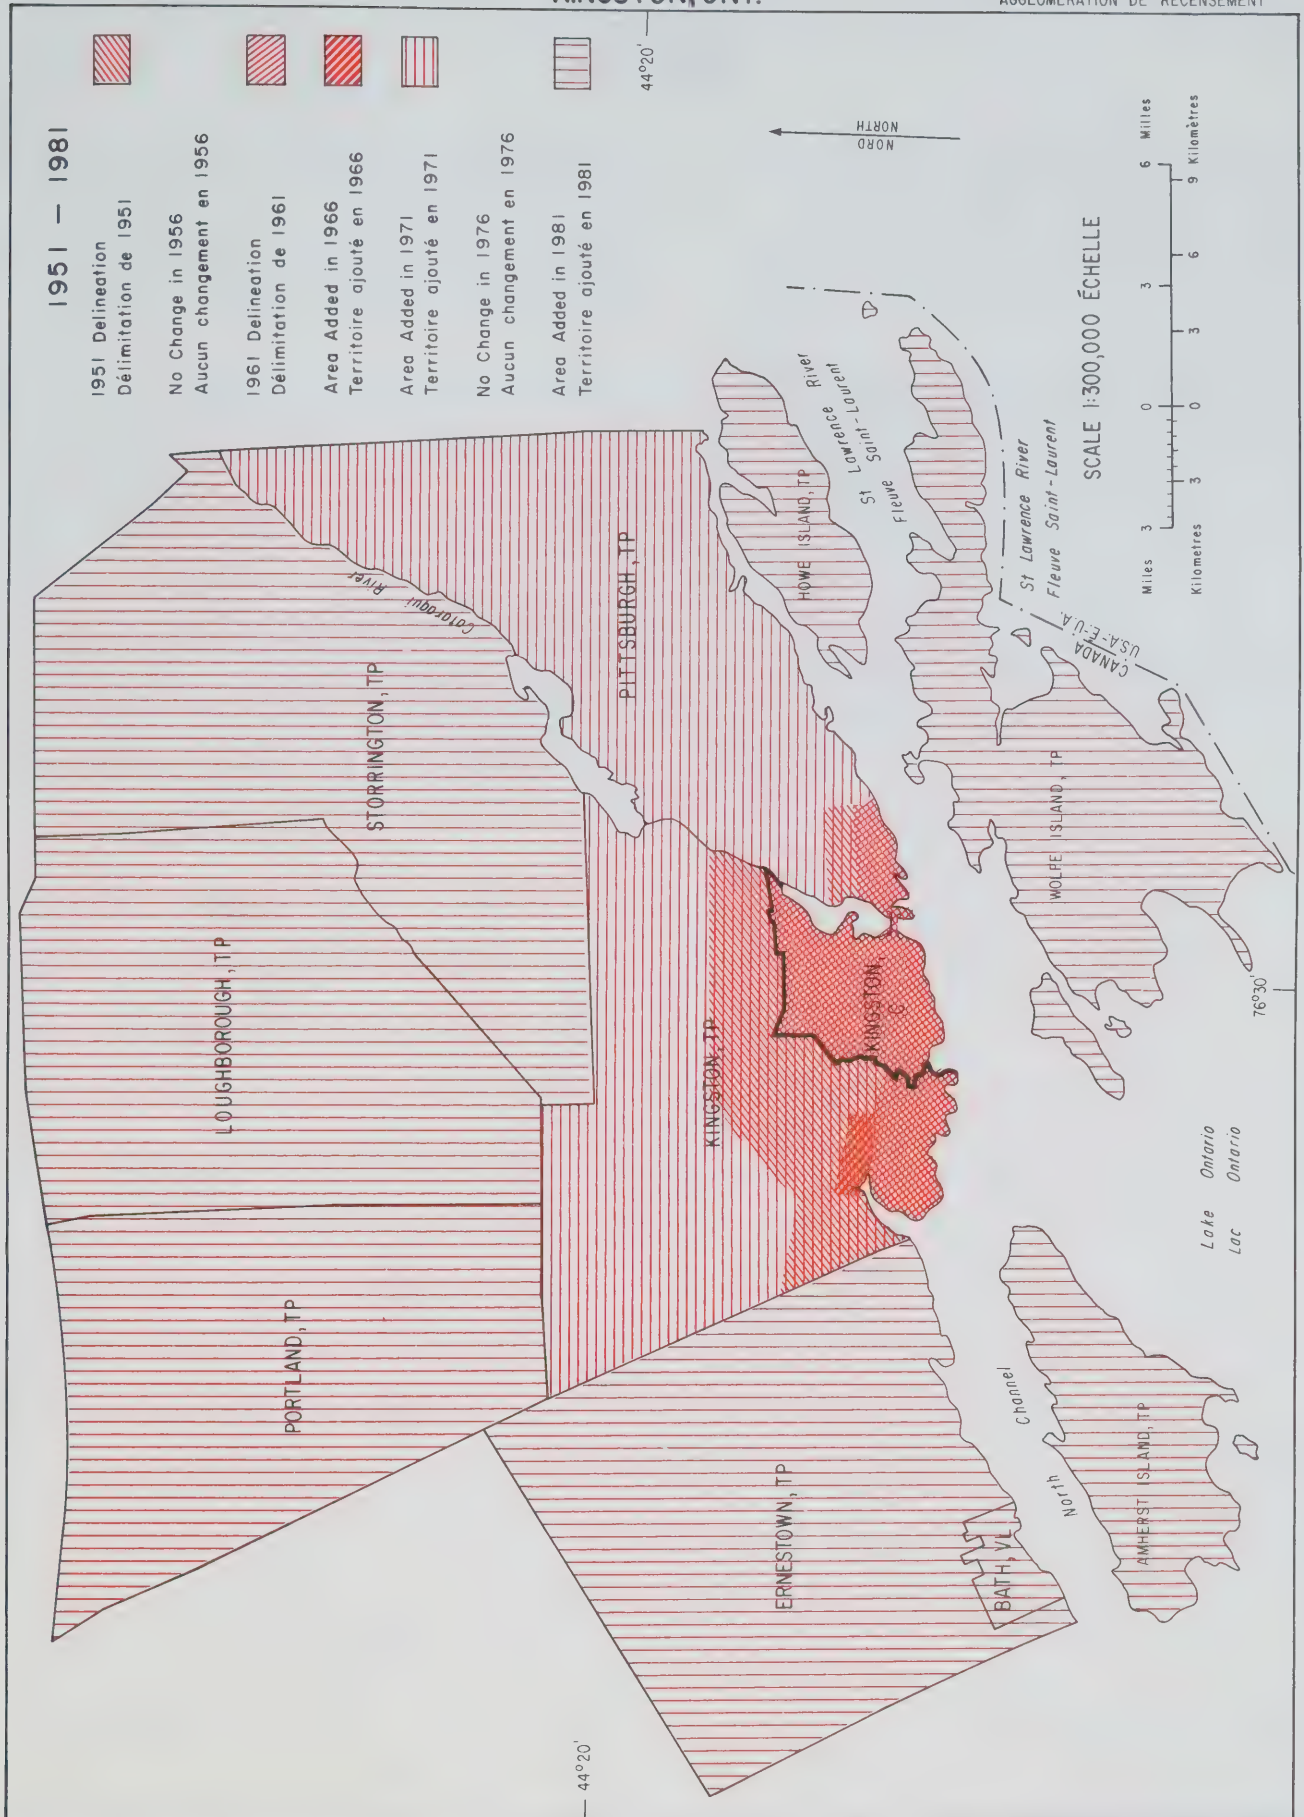 KINGSTON, ONT.
AGGLOMÉRATION DE RECENSEMENT
1951 – 1981
1951 Delineation
Délimitation de 1951
No Change in 1956
Aucun changement en 1956
1961 Delineation
Délimitation de 1961
Area Added in 1966
Territoire ajouté en 1966
Area Added in 1971
Territoire ajouté en 1971
No Change in 1976
Aucun changement en 1976
Area Added in 1981
Territoire ajouté en 1981
44°20'
NORD
NORTH
PORTLAND, TP
LOUGHBOROUGH, TP
STORRINGTON, TP
Cataraqui River
PITTSBURGH, TP
KINGSTON, TP
KINGSTON,
C
ERNESTOWN, TP
BATH, VL
HOWE ISLAND, TP
St Lawrence River
Fleuve Saint-Laurent
WOLFE ISLAND, TP
AMHERST ISLAND, TP
North Channel
Lake Ontario
Lac Ontario
CANADA
U.S.A.-É.-U.A.
St Lawrence River
Fleuve Saint-Laurent
SCALE 1:300,000 ÉCHELLE
Miles 3 0 3 6 Milles
Kilometres 3 0 3 6 9 Kilomètres
44°20'
76°30'